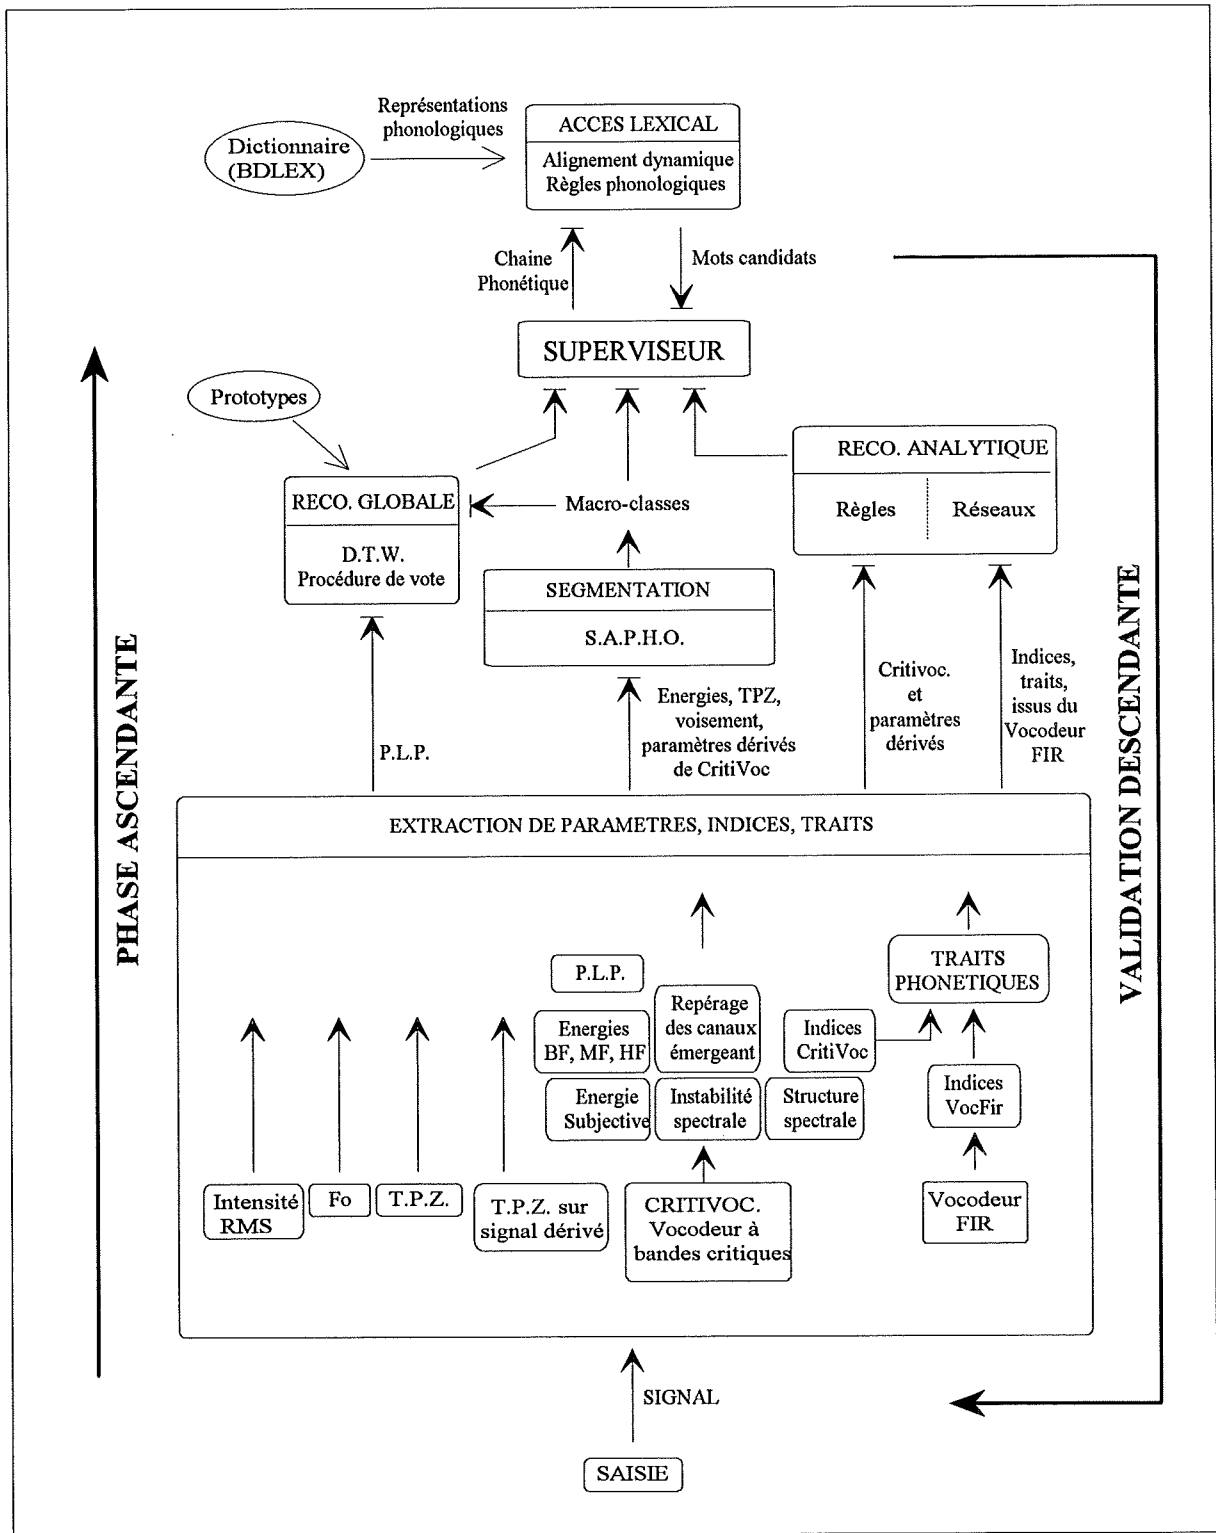 Représentations
phonologiques
Dictionnaire
(BDLEX)
ACCES LEXICAL
Alignement dynamique
Règles phonologiques
Chaine
Phonétique
Mots candidats
SUPERVISEUR
Prototypes
RECO. GLOBALE
D.T.W.
Procédure de vote
Macro-classes
RECO. ANALYTIQUE
Règles
Réseaux
SEGMENTATION
S.A.P.H.O.
PHASE ASCENDANTE
VALIDATION DESCENDANTE
P.L.P.
Energies, TPZ,
voisement,
paramètres dérivés
de CritiVoc
Critivoc.
et
paramètres
dérivés
Indices,
traits,
issus du
Vocodeur
FIR
EXTRACTION DE PARAMETRES, INDICES, TRAITS
P.L.P.
Energies
BF, MF, HF
Repérage
des canaux
émergeant
Indices
CritiVoc
TRAITS
PHONETIQUES
Energie
Subjective
Instabilité
spectrale
Structure
spectrale
Indices
VocFir
Intensité
RMS
Fo
T.P.Z.
T.P.Z. sur
signal dérivé
CRITIVOC.
Vocodeur à
bandes critiques
Vocodeur
FIR
SIGNAL
SAISIE